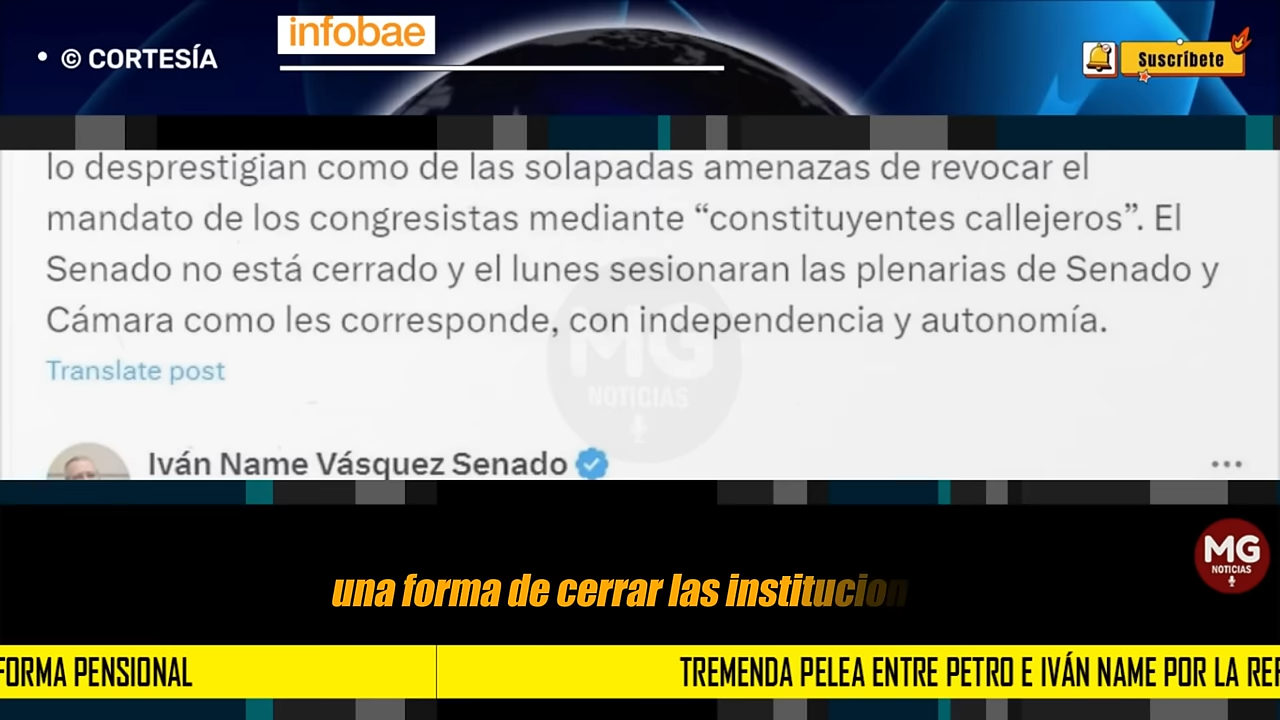 infobae
• © CORTESÍA
Suscríbete
lo desprestigian como de las solapadas amenazas de revocar el
mandato de los congresistas mediante “constituyentes callejeros”. El
Senado no está cerrado y el lunes sesionaran las plenarias de Senado y
Cámara como les corresponde, con independencia y autonomía.
Translate post
MG
NOTICIAS
Iván Name Vásquez Senado
MG
NOTICIAS
una forma de cerrar las institucion
FORMA PENSIONAL
TREMENDA PELEA ENTRE PETRO E IVÁN NAME POR LA REF